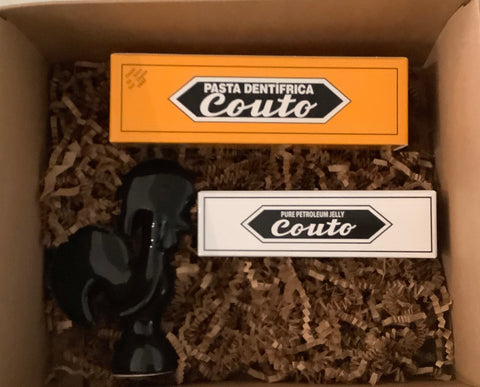 PASTA DENTÍFRICA
Couto
PURE PETROLEUM JELLY
Couto